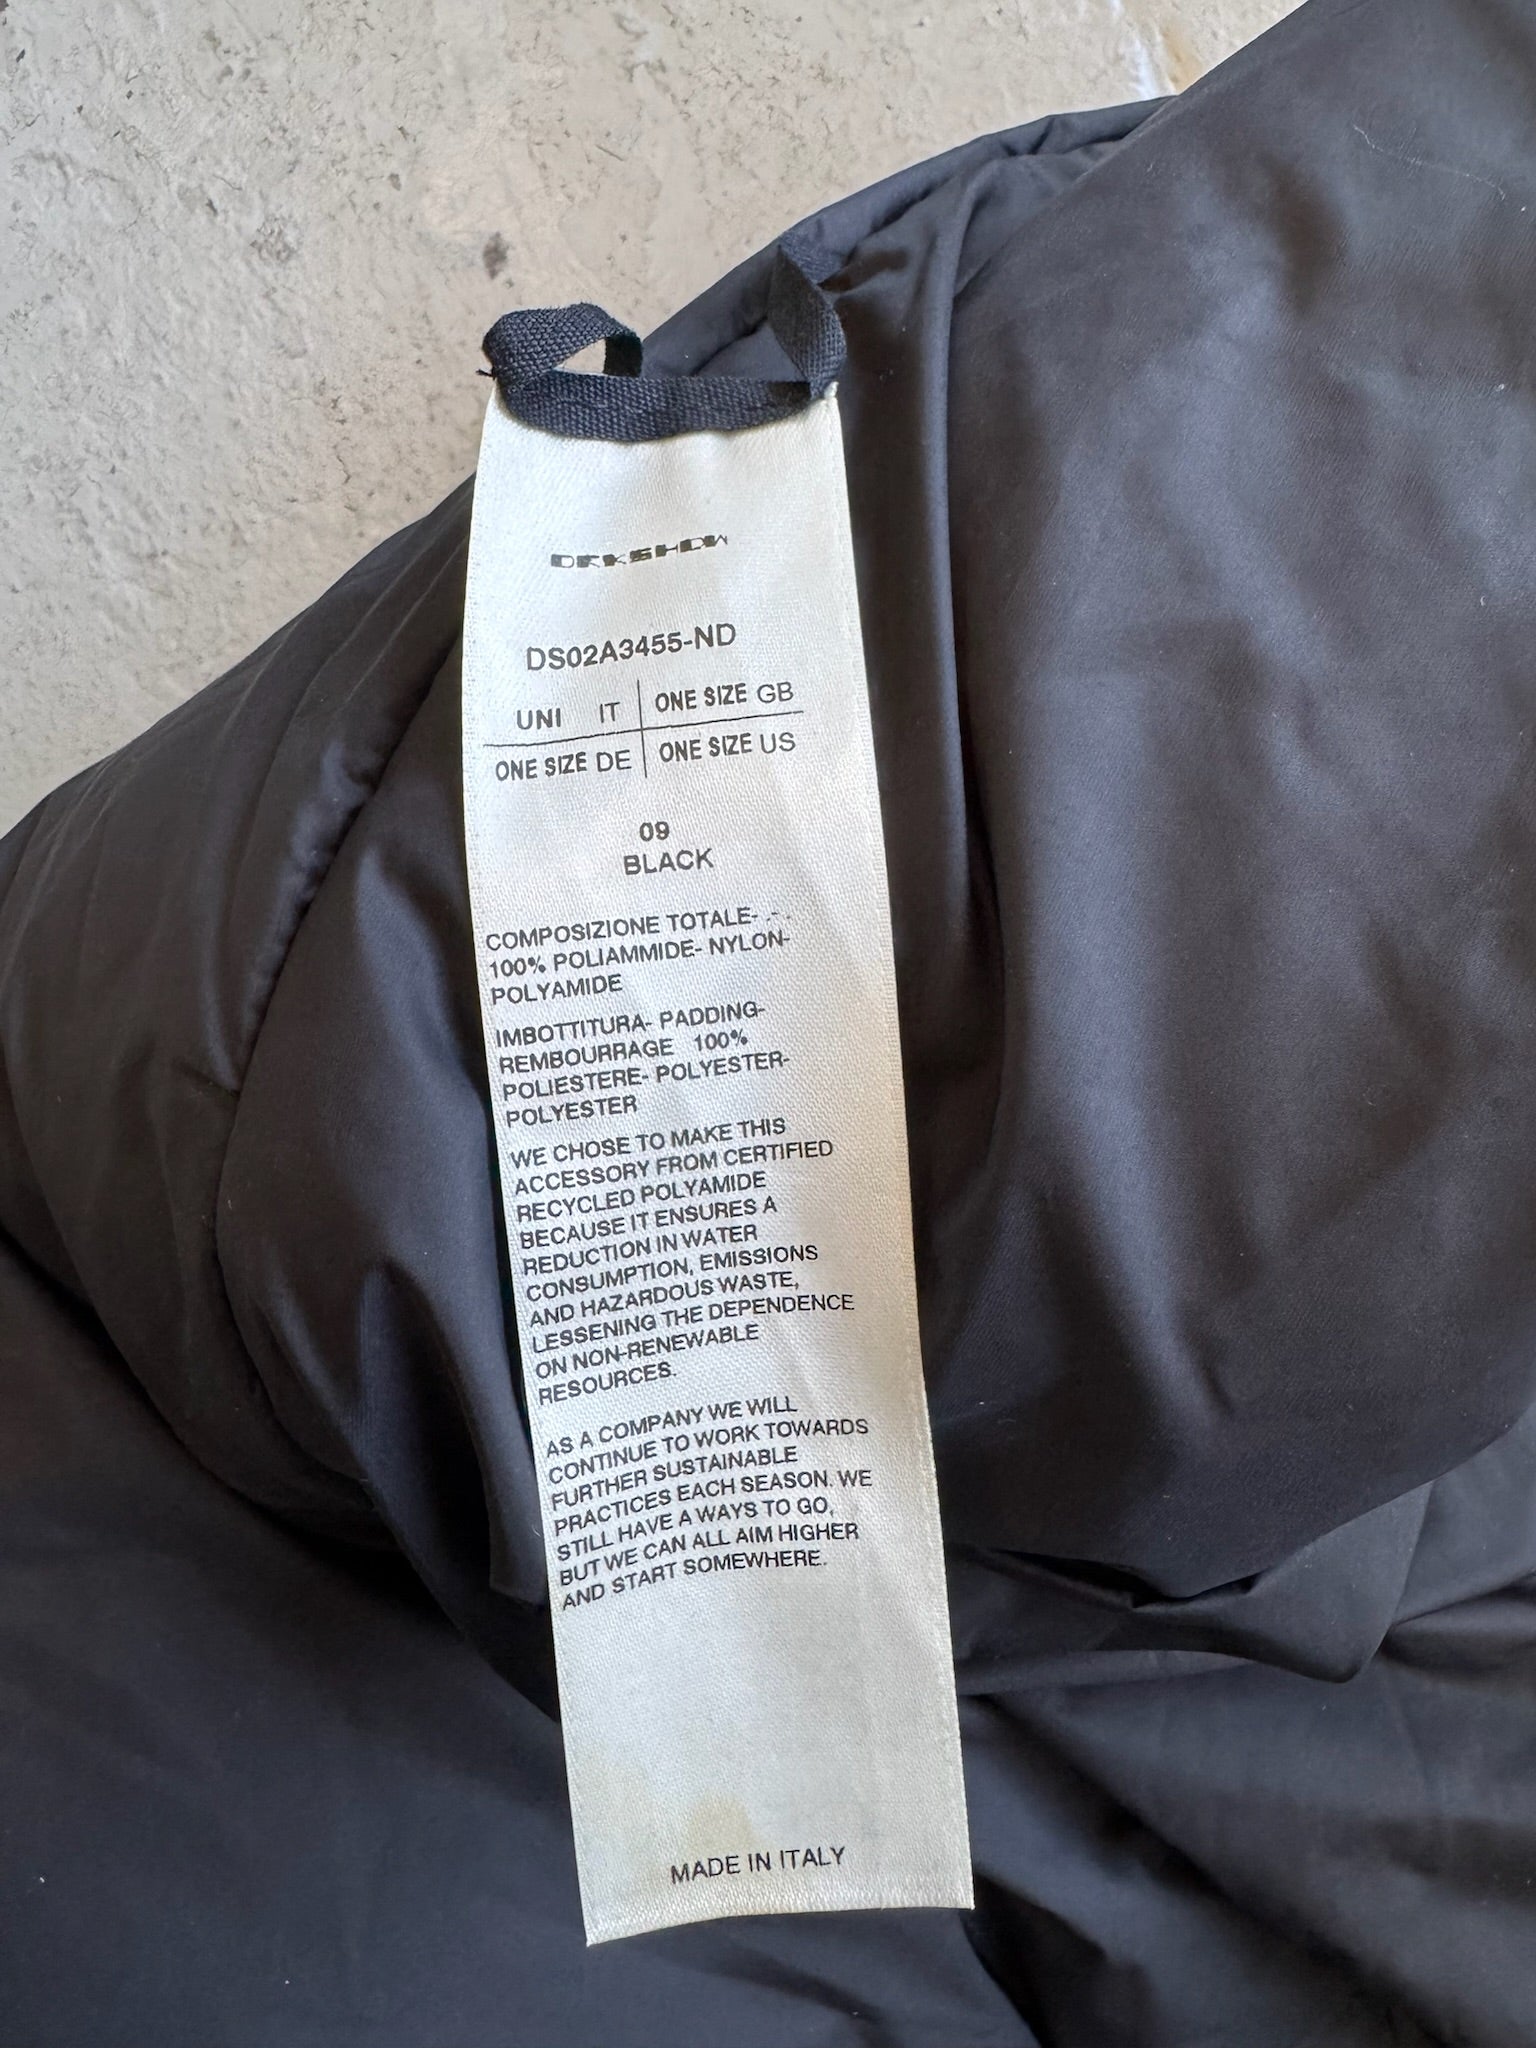 DRKSHDW
DS02A3455-ND
UNI IT ONE SIZE GB
ONE SIZE DE ONE SIZE US
09
BLACK
COMPOSIZIONE TOTALE- - -
100% POLIAMMIDE- NYLON-
POLYAMIDE
IMBOTTITURA- PADDING-
REMBOURRAGE 100%
POLIESTERE- POLYESTER-
POLYESTER
WE CHOSE TO MAKE THIS
ACCESSORY FROM CERTIFIED
RECYCLED POLYAMIDE
BECAUSE IT ENSURES A
REDUCTION IN WATER
CONSUMPTION, EMISSIONS
AND HAZARDOUS WASTE,
LESSENING THE DEPENDENCE
ON NON-RENEWABLE
RESOURCES.
AS A COMPANY WE WILL
CONTINUE TO WORK TOWARDS
FURTHER SUSTAINABLE
PRACTICES EACH SEASON. WE
STILL HAVE A WAYS TO GO,
BUT WE CAN ALL AIM HIGHER
AND START SOMEWHERE.
MADE IN ITALY